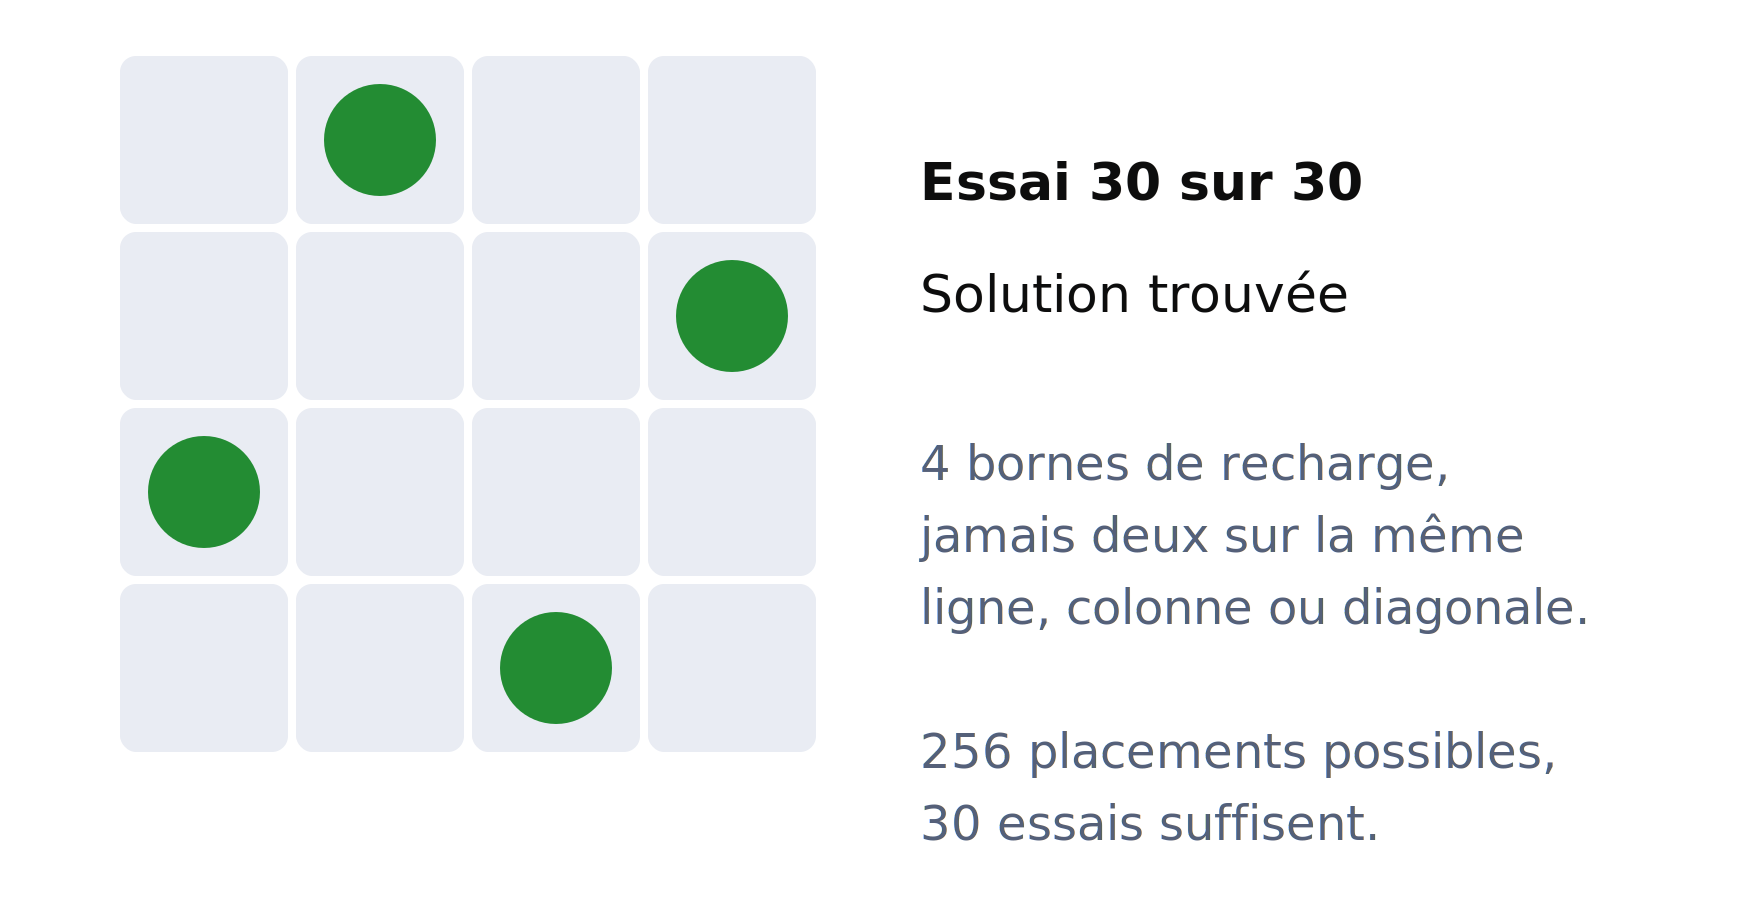 Essai 30 sur 30
Solution trouvée
4 bornes de recharge,
jamais deux sur la même
ligne, colonne ou diagonale.
256 placements possibles,
30 essais suffisent.